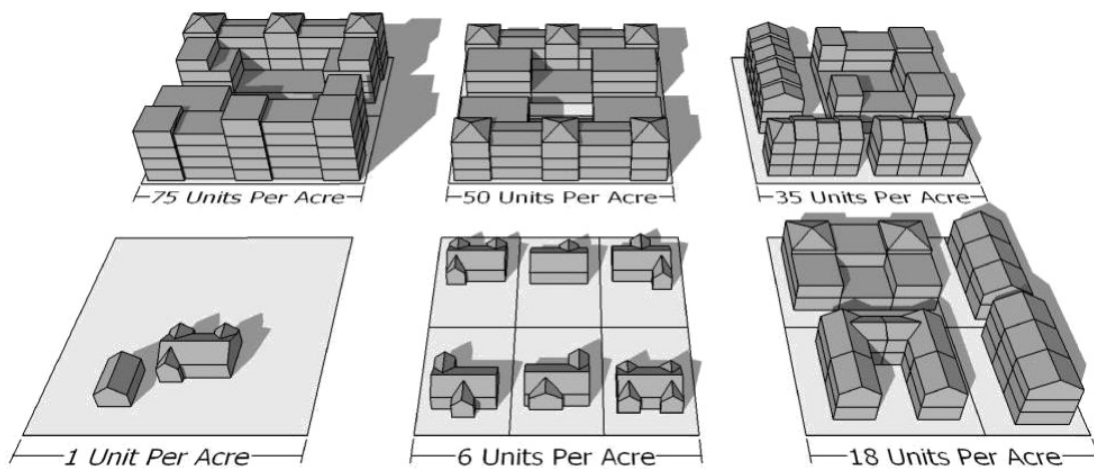 75 Units Per Acre
50 Units Per Acre
35 Units Per Acre
1 Unit Per Acre
6 Units Per Acre
18 Units Per Acre